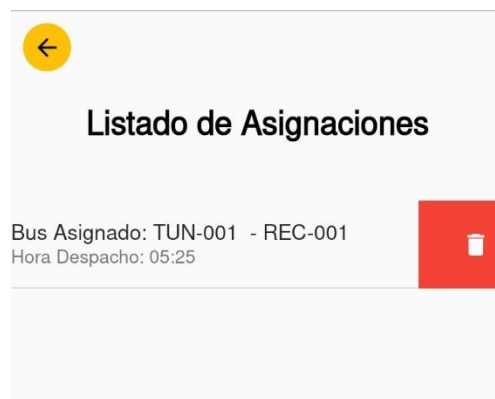 Listado de Asignaciones
Bus Asignado: TUN-001 - REC-001
Hora Despacho: 05:25